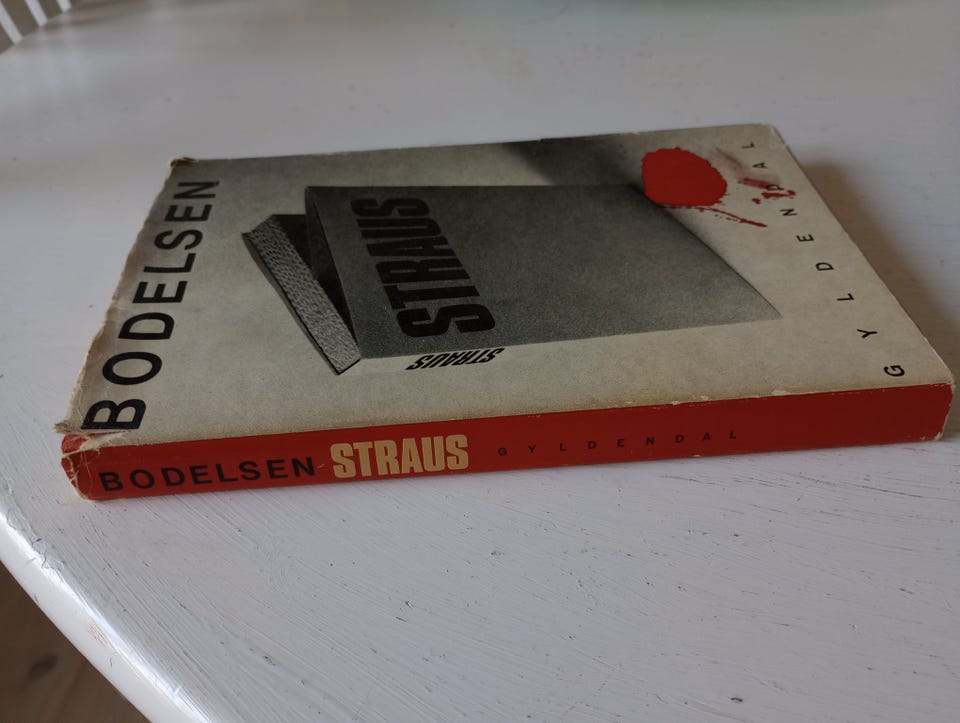 BODELSEN
STRAUS
STRAUS
GYLDENDAL
BODELSEN STRAUS GYLDENDAL